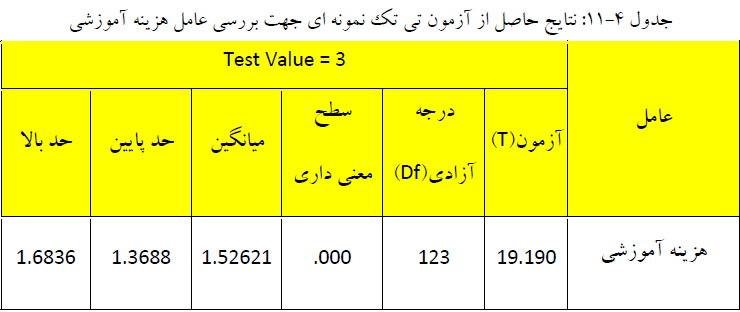 جدول ۴-۱۱: نتایج حاصل از آزمون تی تک نمونه ای جهت بررسی عامل هزینه آموزشی
عامل
Test Value = 3
آزمون(T)
درجه
آزادی(Df)
سطح
معنی داری
میانگین
حد پایین
حد بالا
هزینه آموزشی
19.190
123
.000
1.52621
1.3688
1.6836